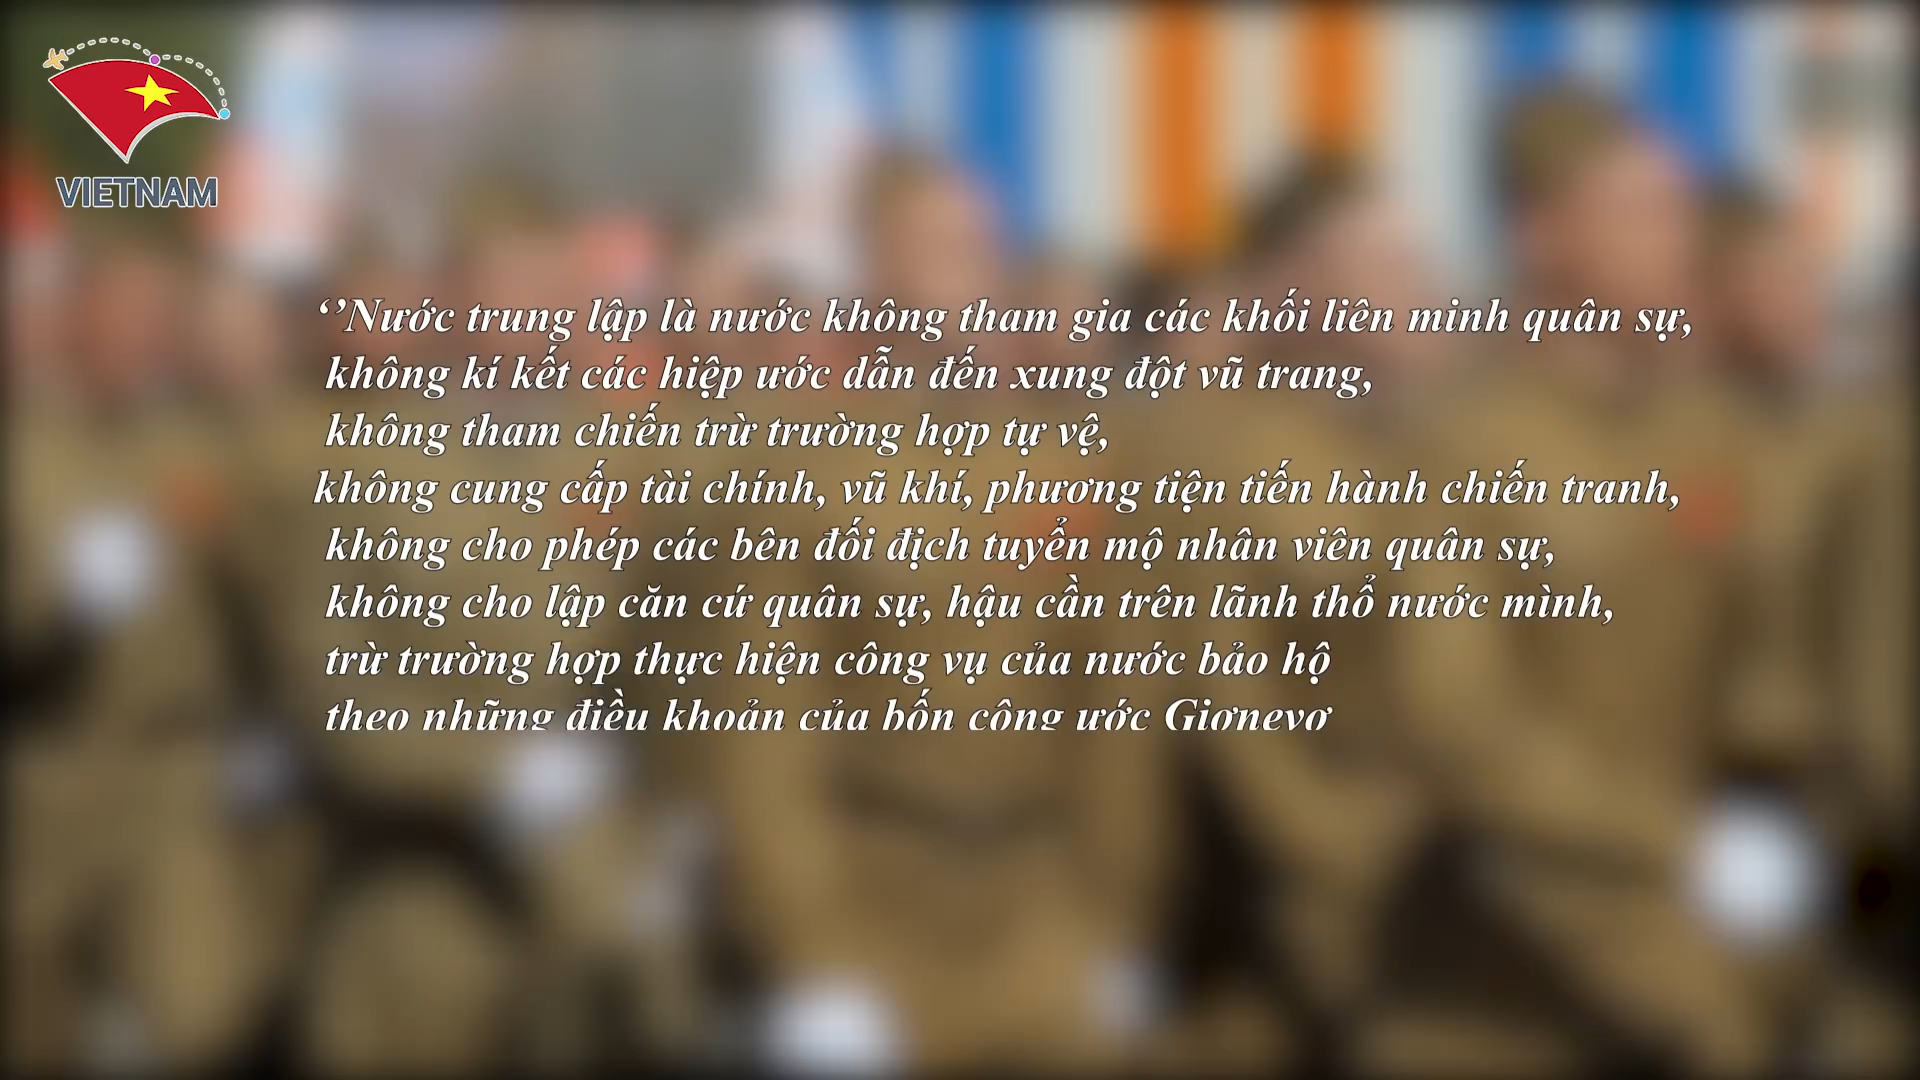 VIETNAM
‘’Nước trung lập là nước không tham gia các khối liên minh quân sự,
không kí kết các hiệp ước dẫn đến xung đột vũ trang,
không tham chiến trừ trường hợp tự vệ,
không cung cấp tài chính, vũ khí, phương tiện tiến hành chiến tranh,
không cho phép các bên đối địch tuyển mộ nhân viên quân sự,
không cho lập căn cứ quân sự, hậu cần trên lãnh thổ nước mình,
trừ trường hợp thực hiện công vụ của nước bảo hộ
theo những điều khoản của bốn công ước Giơnevơ